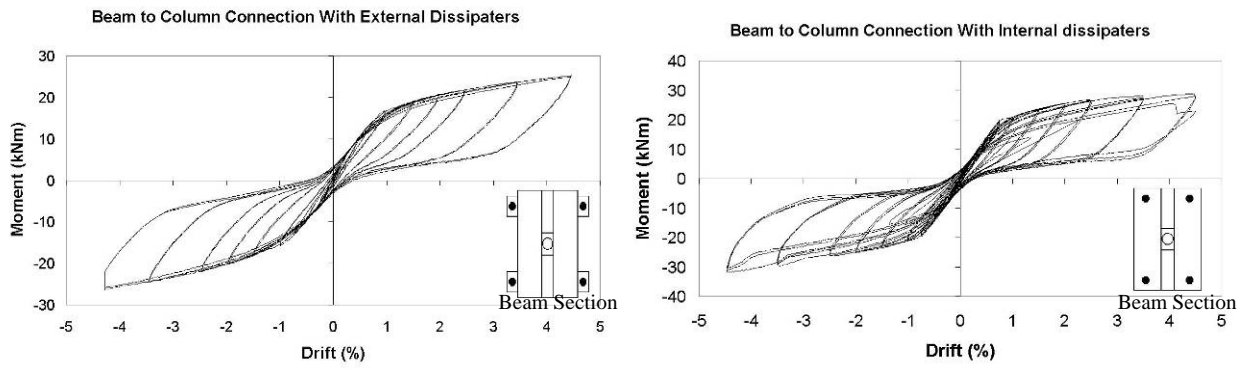 Beam to Column Connection With External Dissipaters
30
20
10
0
-10
-20
-30
Moment (kNm)
-5 -4 -3 -2 -1 0 1 2 3 4 5
Drift (%)
Beam Section
Beam to Column Connection With Internal dissipaters
40
30
20
10
0
-10
-20
-30
-40
Moment (kNm)
-5 -4 -3 -2 -1 0 1 2 3 4 5
Drift (%)
Beam Section